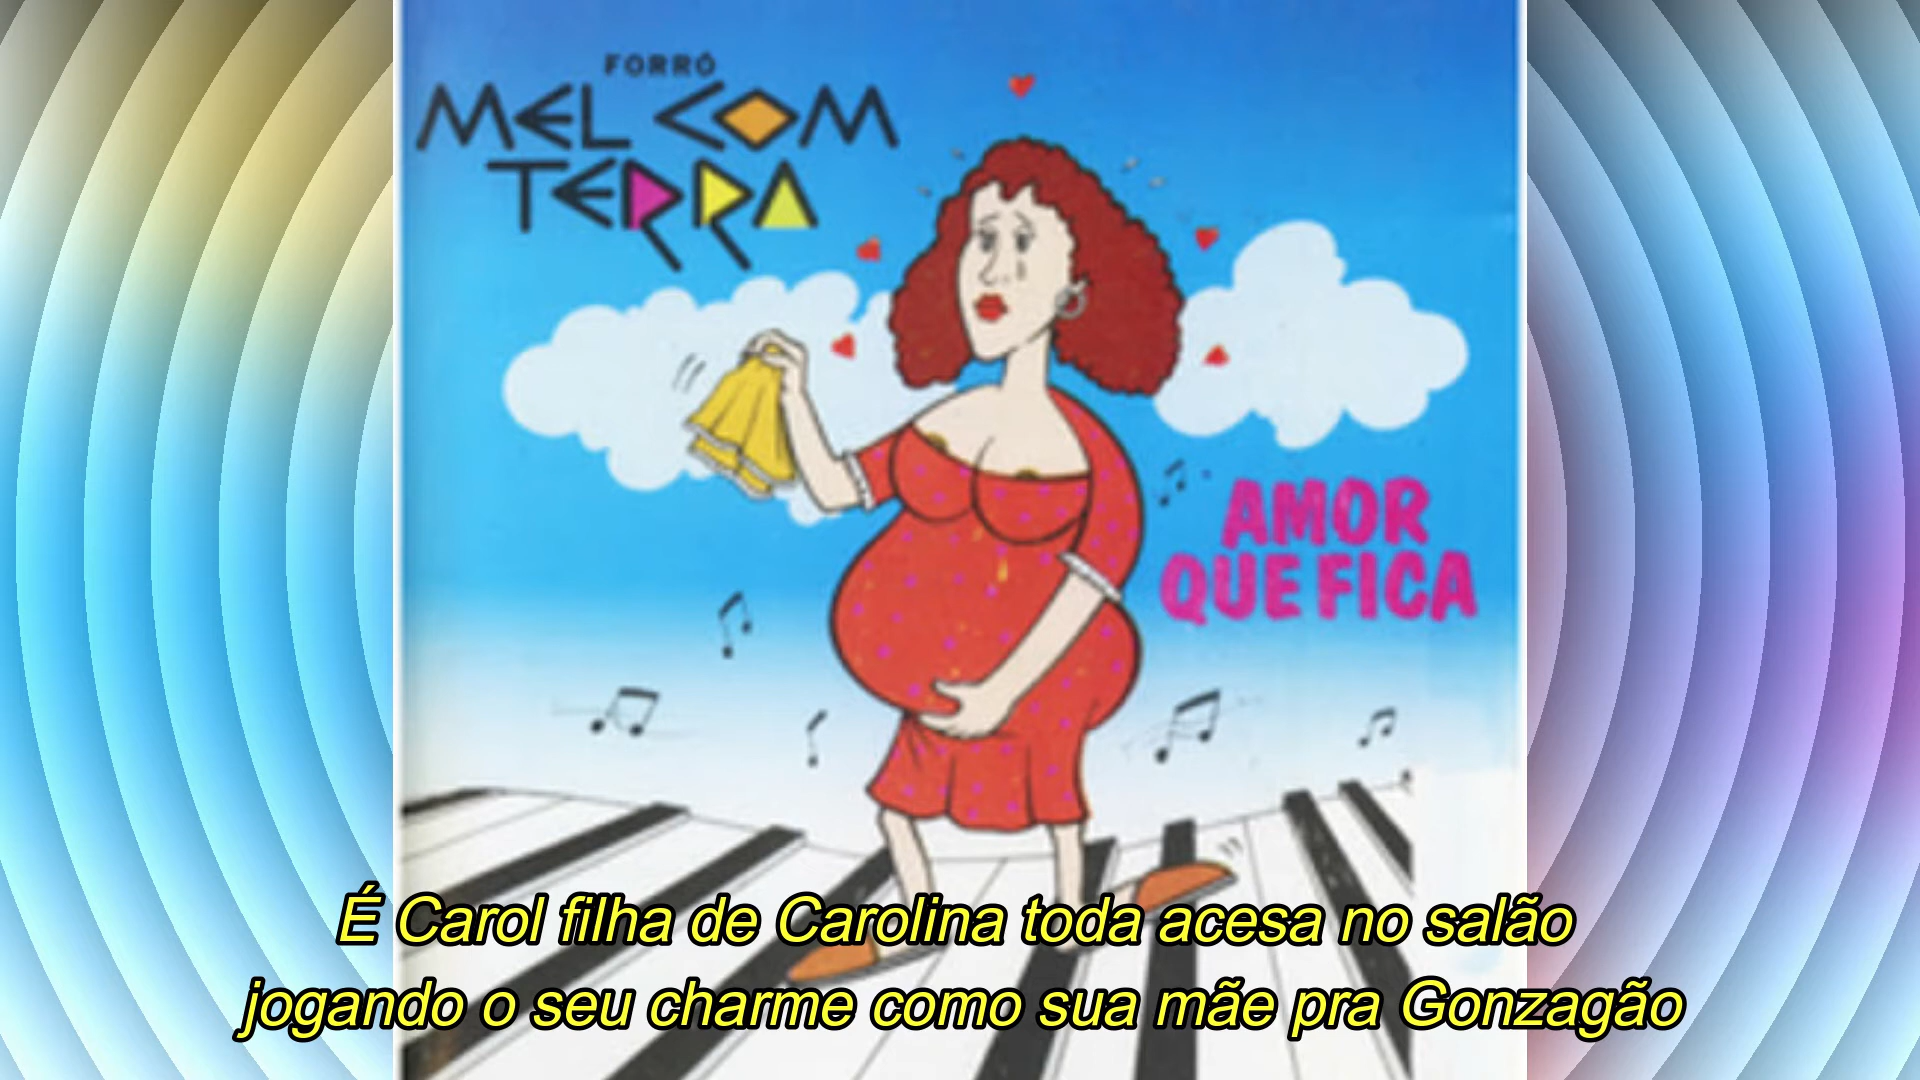 FORRÓ
MEL COM
TERRA
AMOR
QUE FICA
É Carol filha de Carolina toda acesa no salão
jogando o seu charme como sua mãe pra Gonzagão